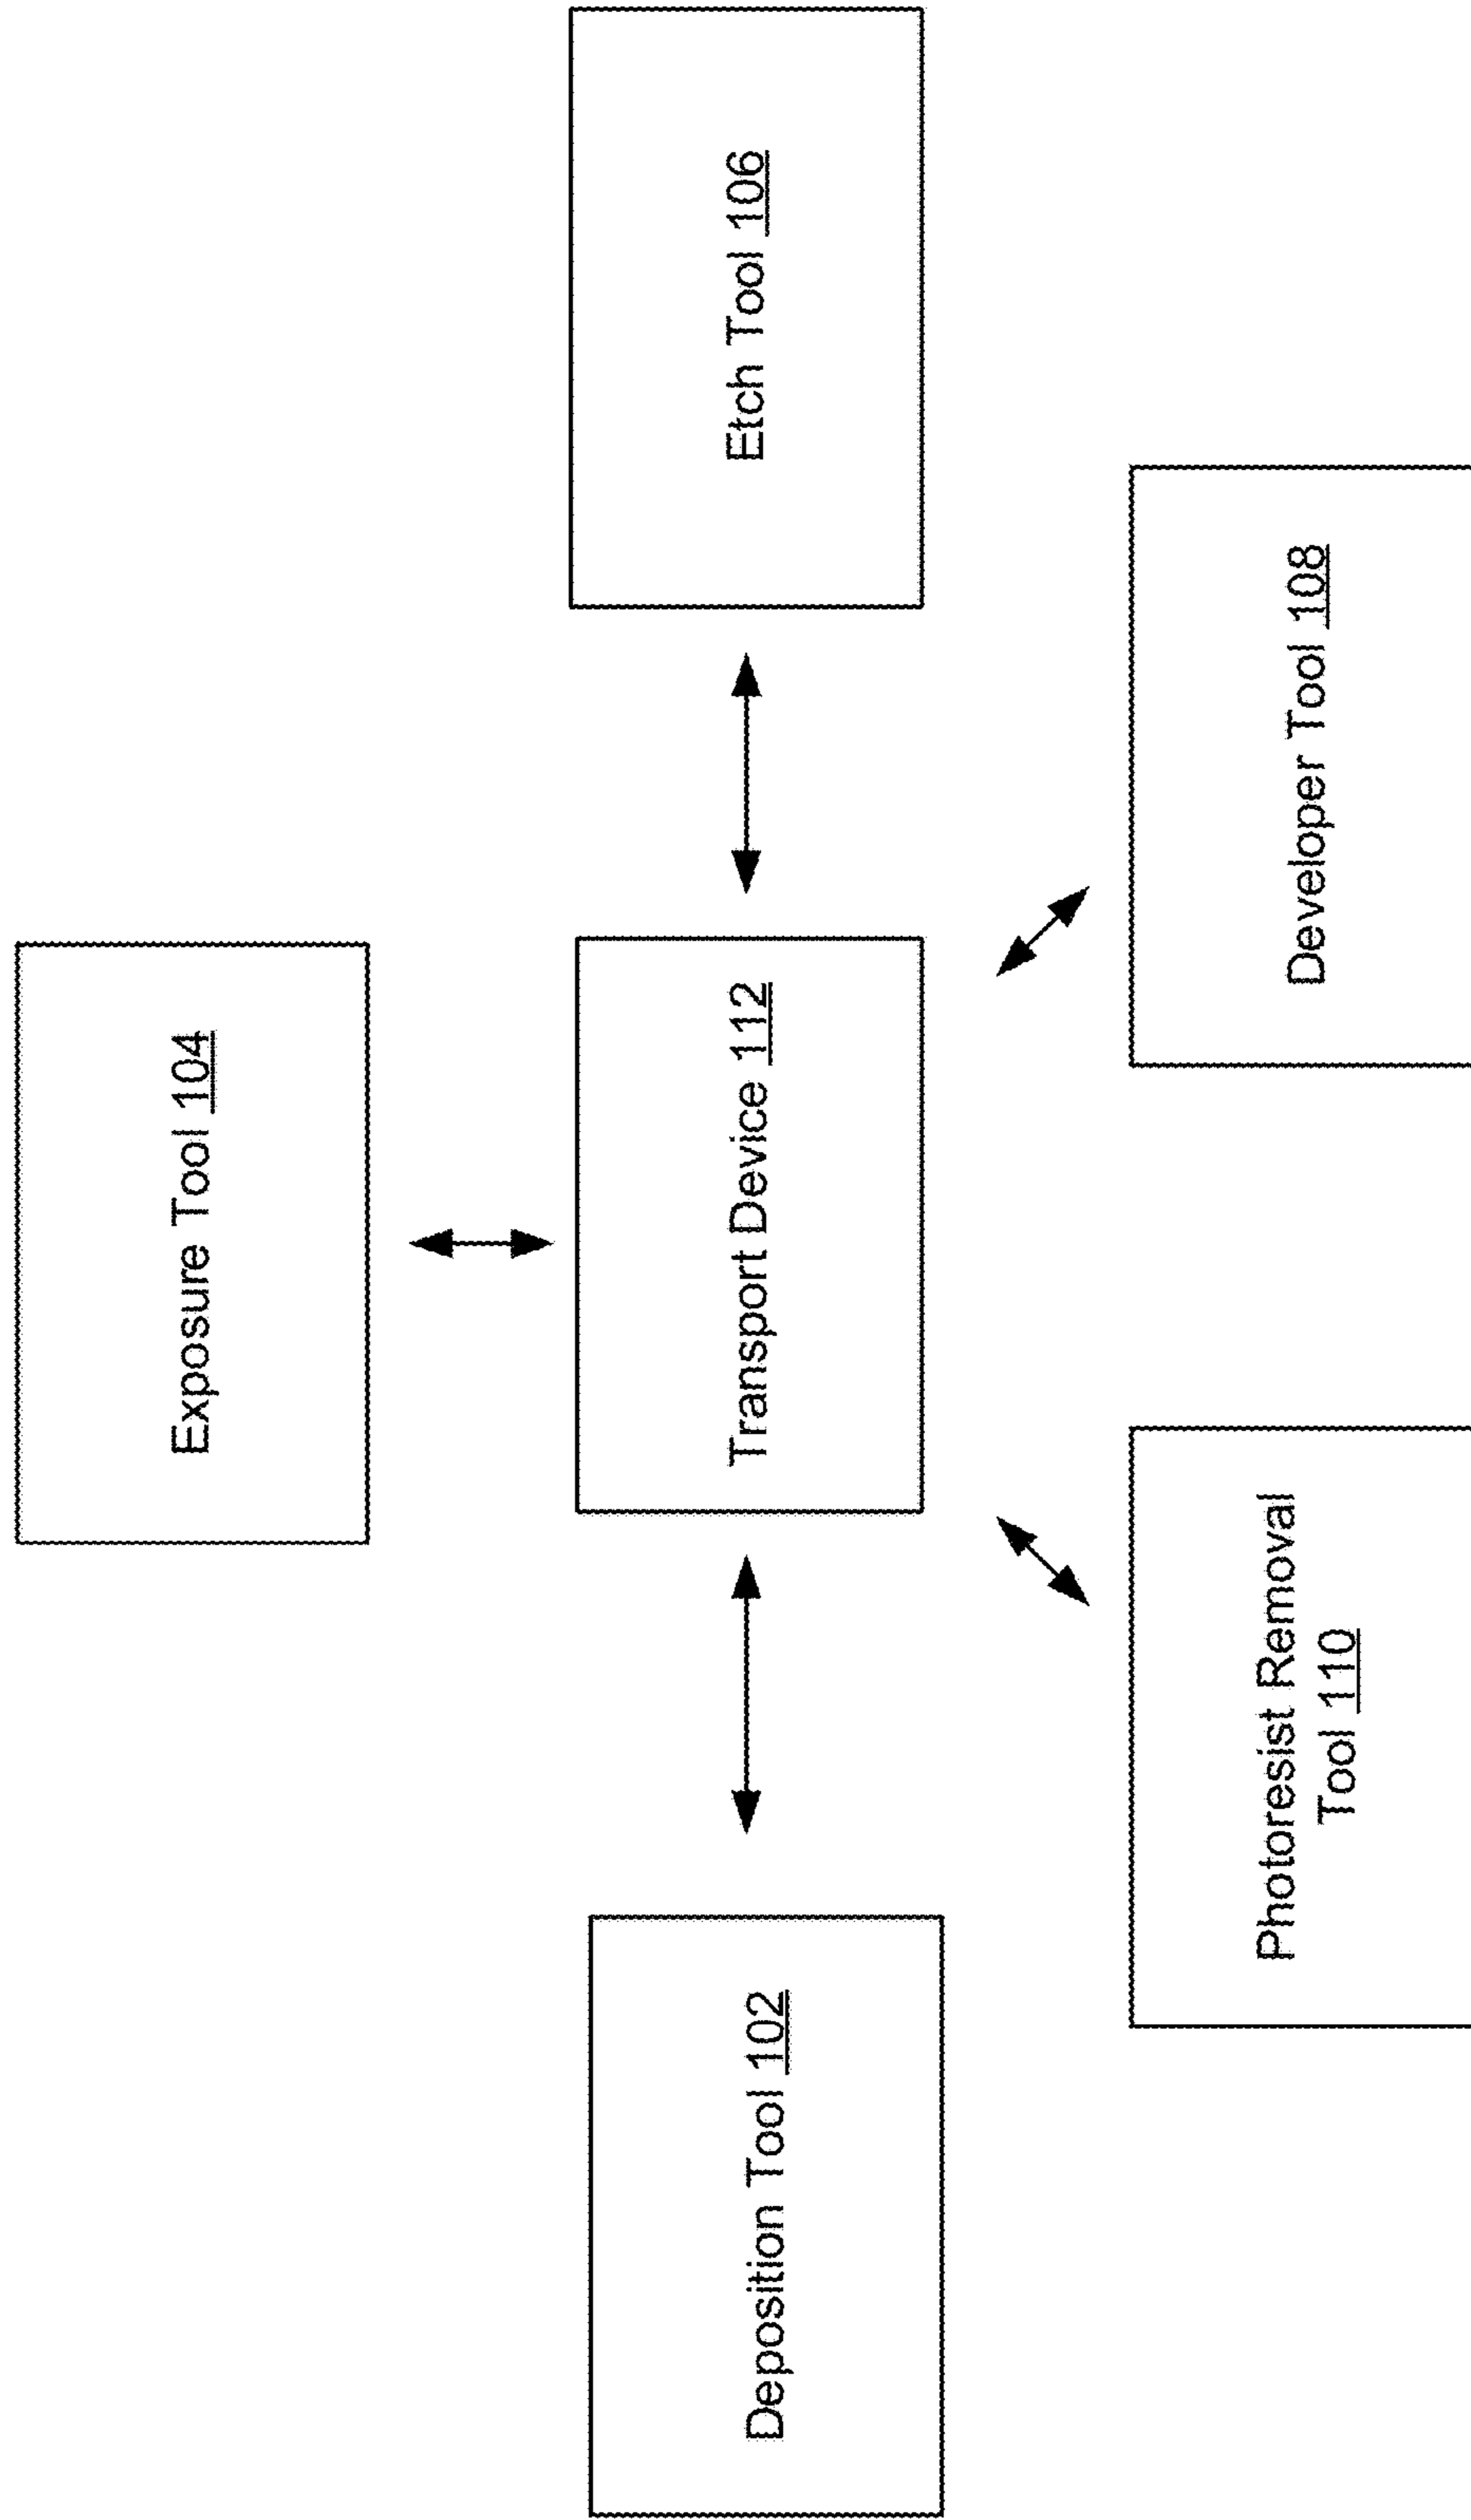 Exposure Tool 104
Deposition Tool 102
Transport Device 112
Etch Tool 106
Photoresist Removal
Tool 110
Developer Tool 108